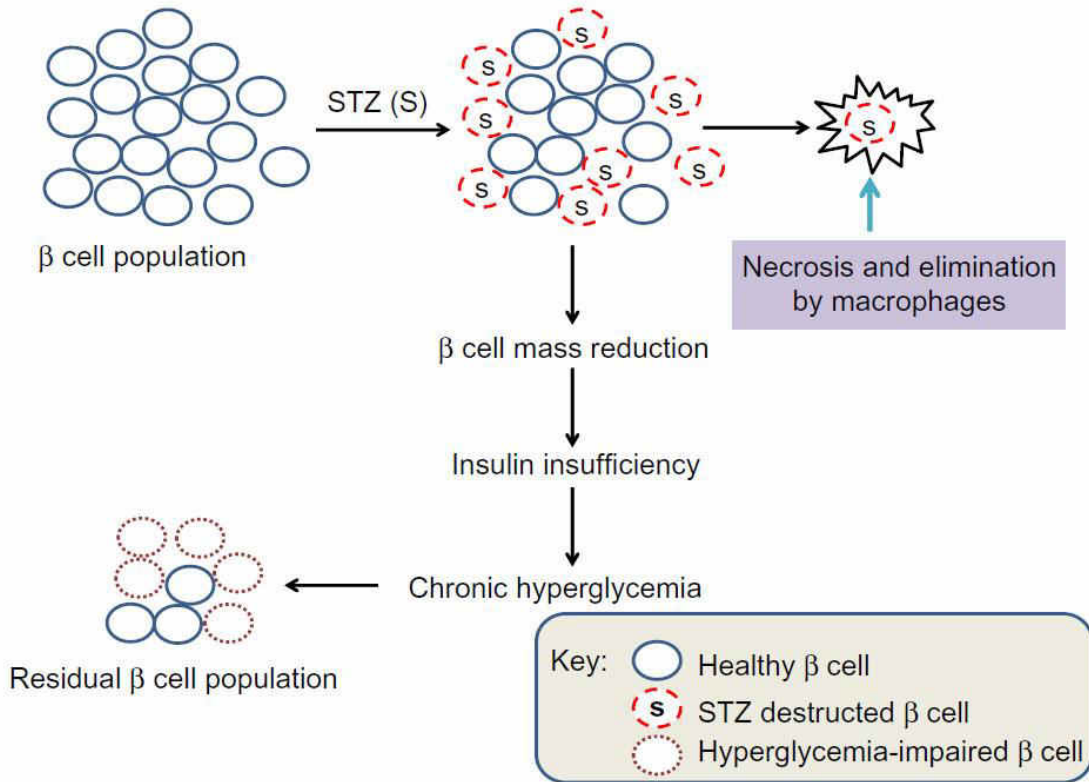 s
s
s
STZ (S)
s
s
s
s
s
s
s
β cell population
Necrosis and elimination
by macrophages
β cell mass reduction
Insulin insufficiency
Chronic hyperglycemia
Residual β cell population
Key:
Healthy β cell
s
STZ destructed β cell
Hyperglycemia-impaired β cell